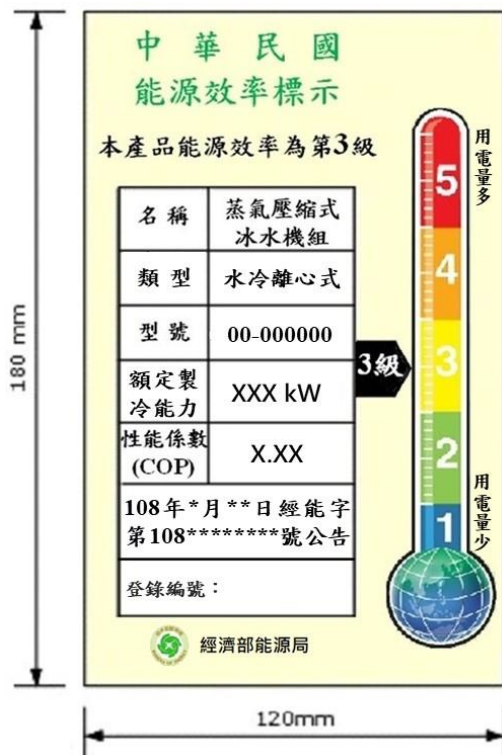 中華民國
能源效率標示
本產品能源效率為第3級
名稱
蒸氣壓縮式
冰水機組
類型
水冷離心式
型號
00-000000
額定製
冷能力
XXX kW
性能係數
(COP)
X.XX
108年*月**日經能字
第108********號公告
登錄編號：
經濟部能源局
用電量多
5
4
3級
3
2
1
用電量少
180 mm
120mm